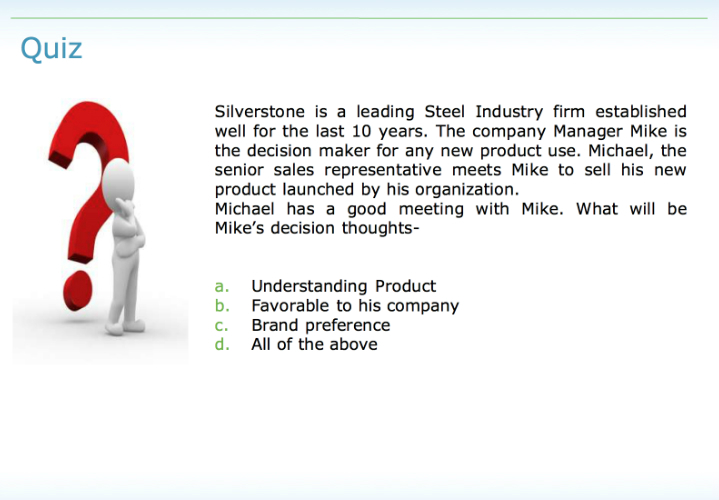 Quiz
Silverstone is a leading Steel Industry firm established
well for the last 10 years. The company Manager Mike is
the decision maker for any new product use. Michael, the
senior sales representative meets Mike to sell his new
product launched by his organization.
Michael has a good meeting with Mike. What will be
Mike’s decision thoughts-
a. Understanding Product
b. Favorable to his company
c. Brand preference
d. All of the above